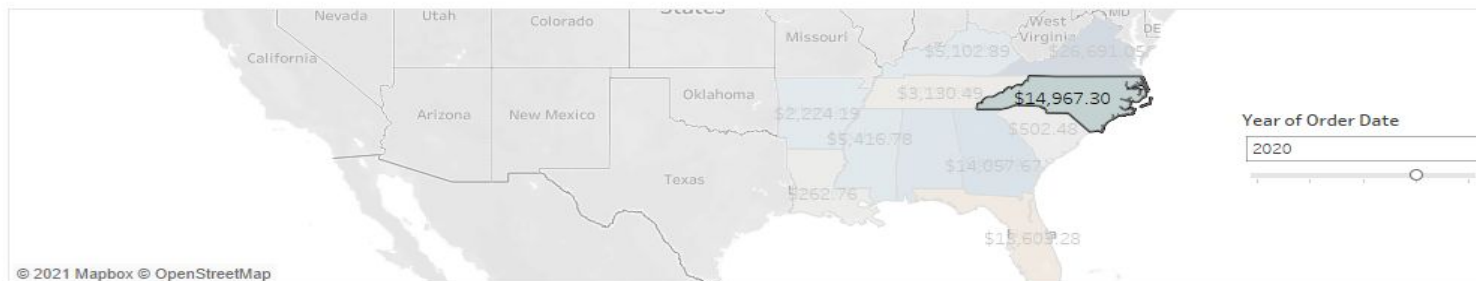 Nevada
Utah
Colorado
States
Missouri
West
Virginia
MD
DE
California
$5,102.89
$26,691.05
Arizona
New Mexico
Oklahoma
$3,130.49
$14,967.30
$2,224.19
$502.48
$5,416.78
$14,057.67
Texas
$262.76
$15,603.28
Year of Order Date
2020
© 2021 Mapbox © OpenStreetMap